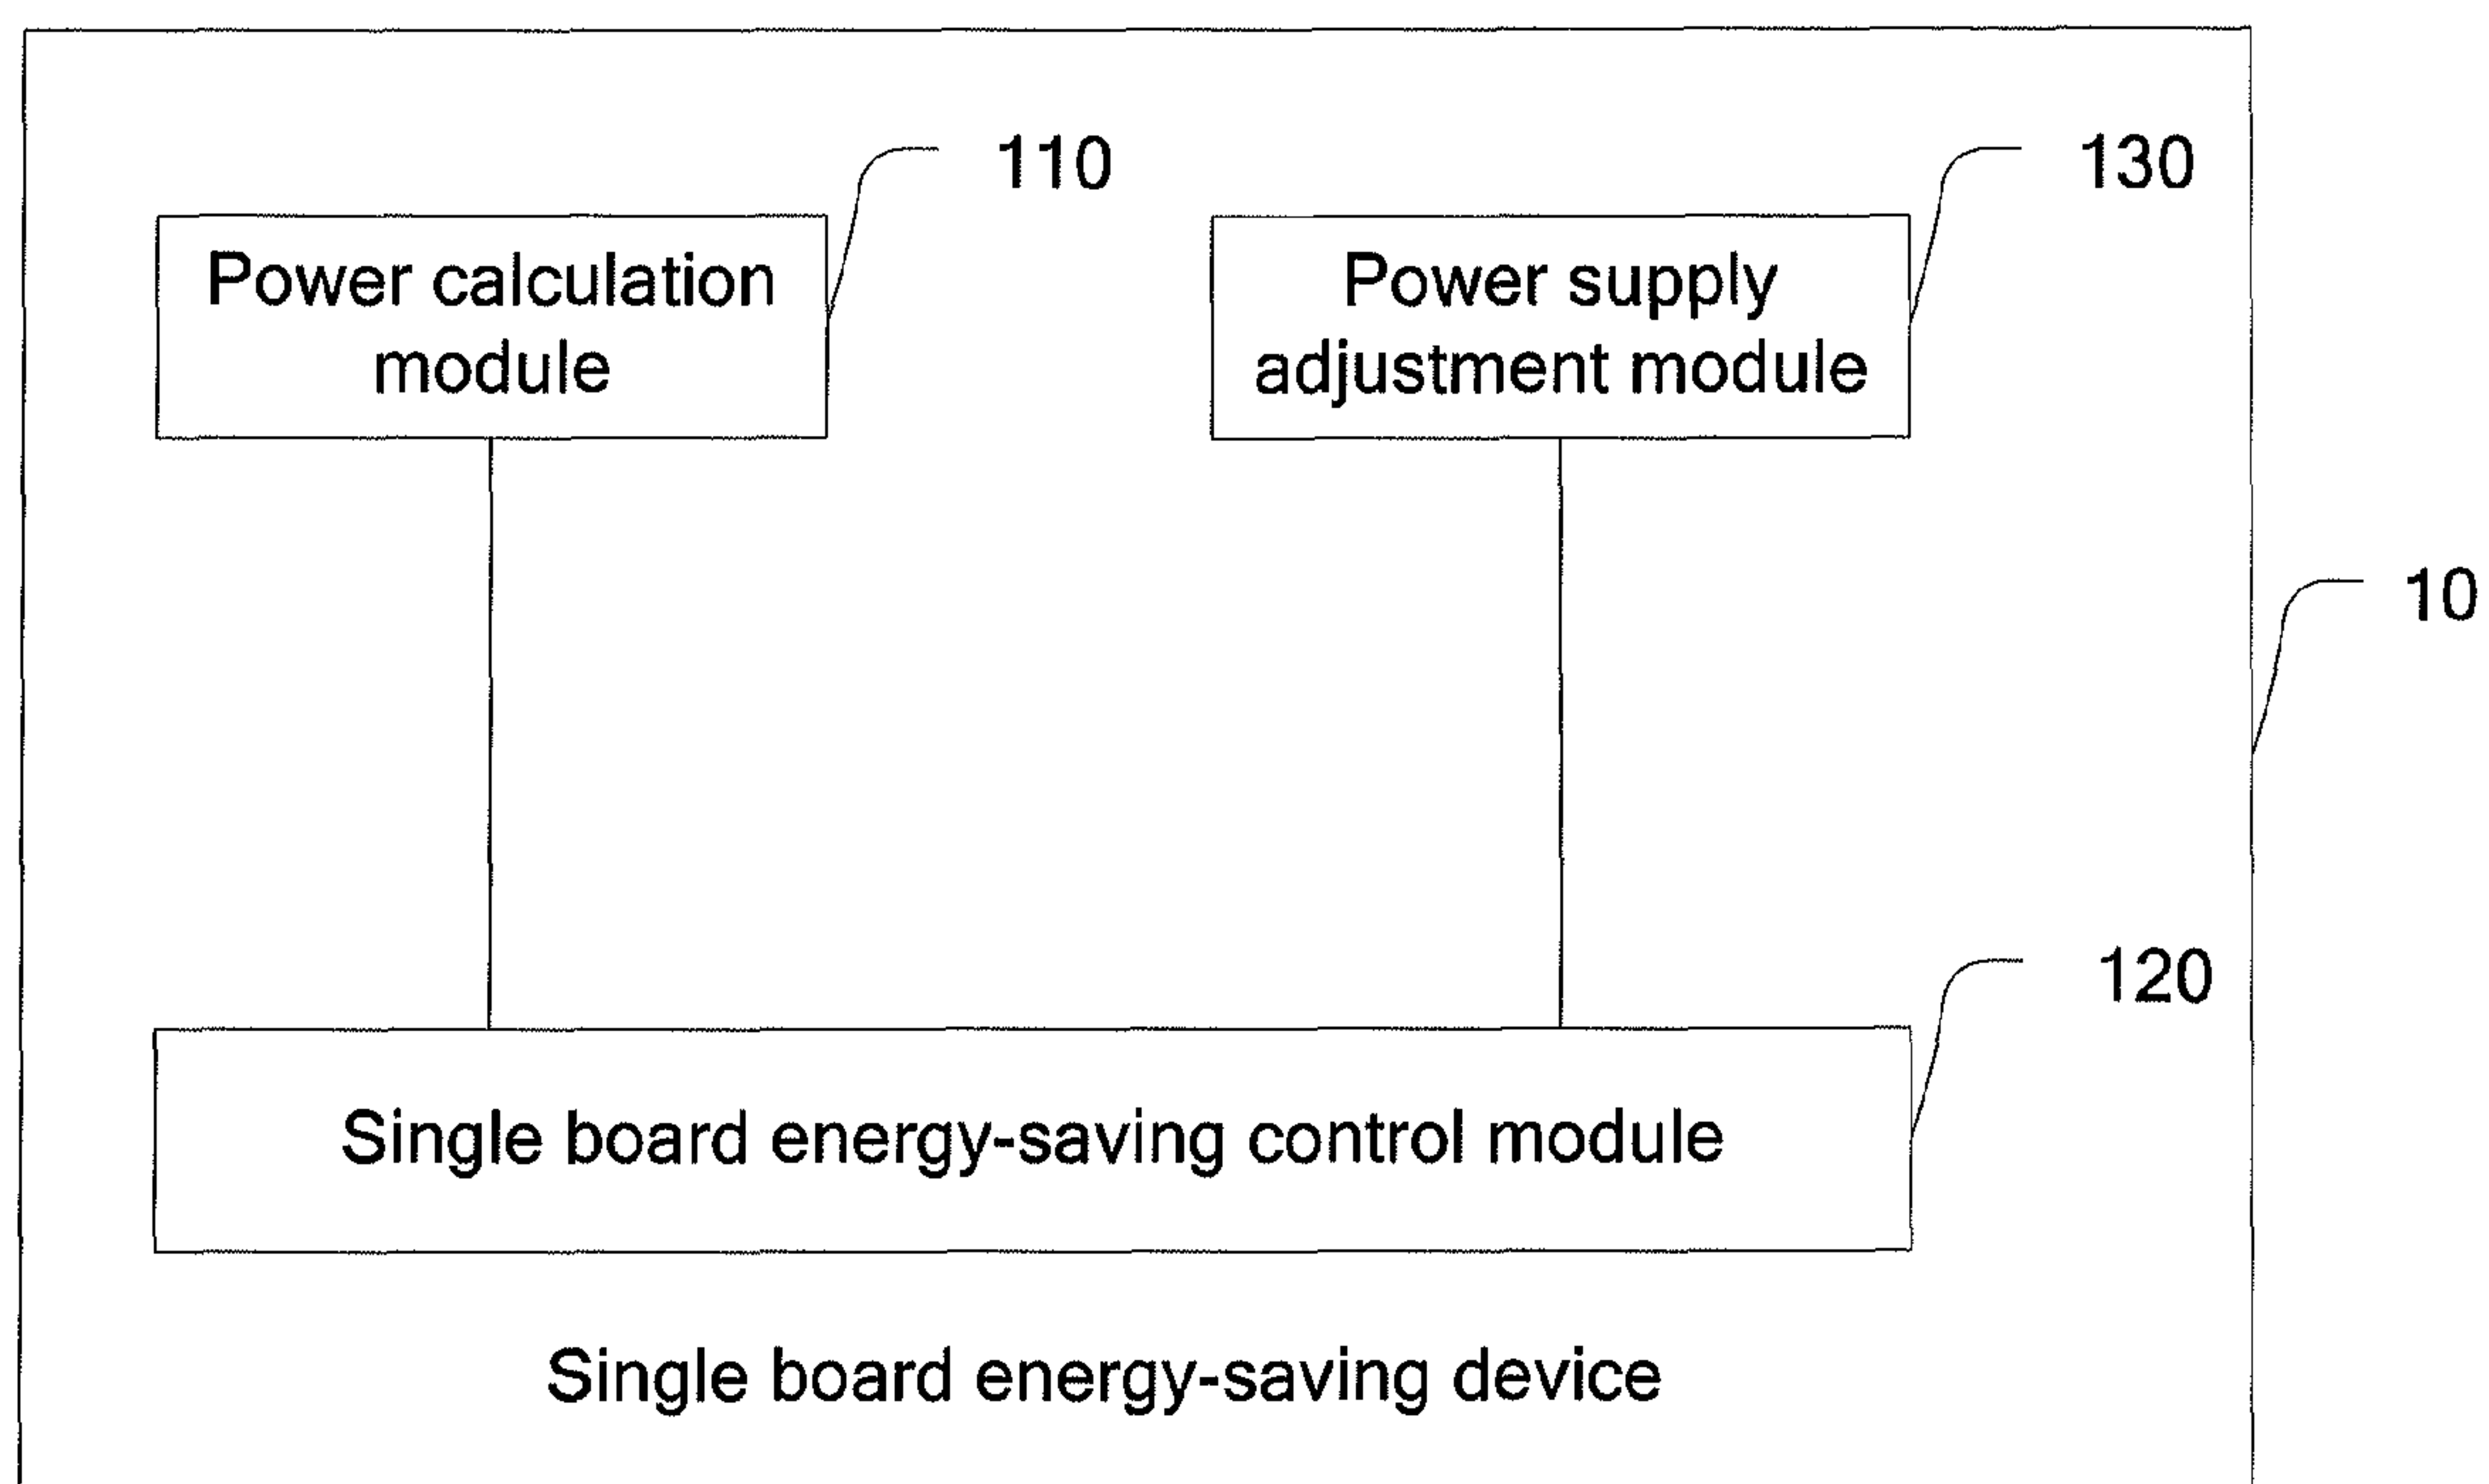 110
130
Power calculation
module
Power supply
adjustment module
10
120
Single board energy-saving control module
Single board energy-saving device